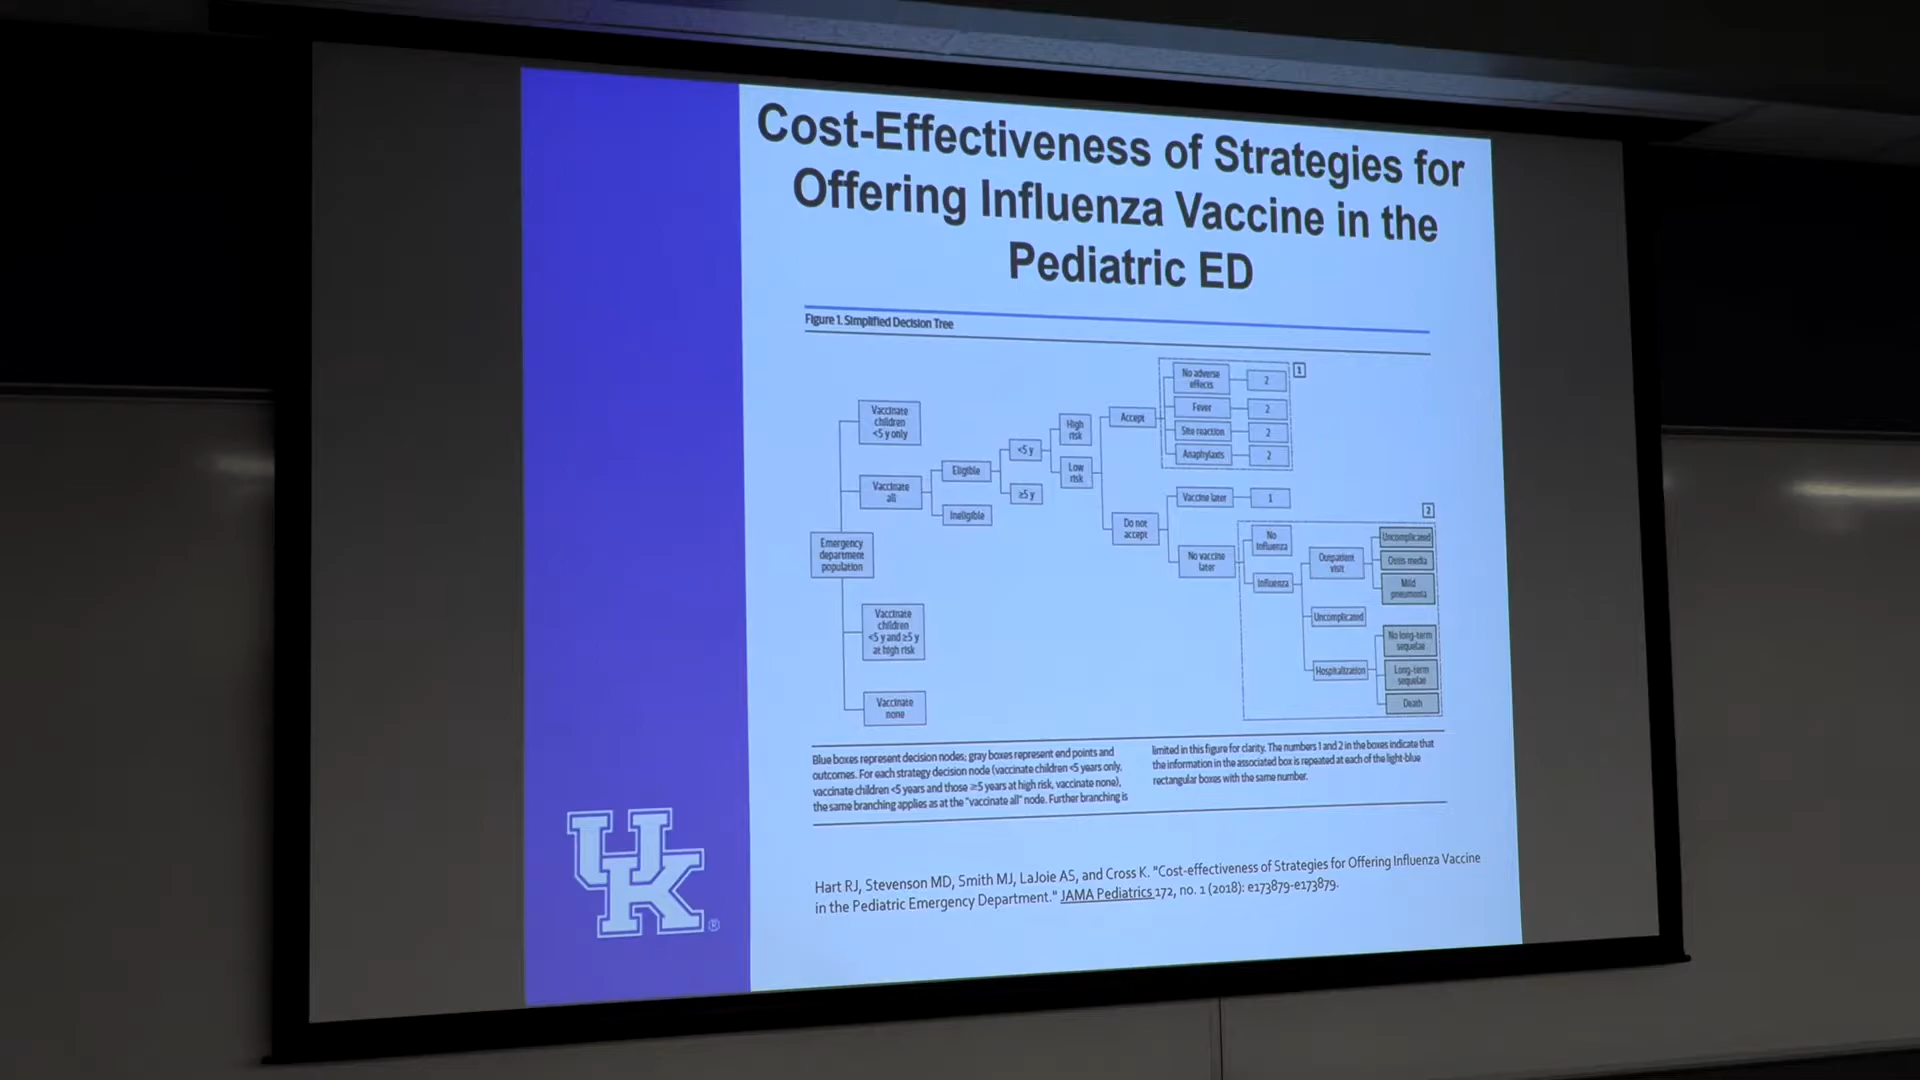 Cost-Effectiveness of Strategies for
Offering Influenza Vaccine in the
Pediatric ED
Figure 1. Simplified Decision Tree
Emergency
department
population
Vaccinate
children
<5 y only
Vaccinate
all
Vaccinate
children
<5 y and ≥5 y
at high risk
Vaccinate
none
Eligible
Ineligible
<5 y
≥5 y
High
risk
Low
risk
Accept
Do not
accept
1
No adverse
effects
2
Fever
2
Site reaction
2
Anaphylaxis
2
Vaccine later
1
No vaccine
later
2
No
influenza
Influenza
Outpatient
visit
Uncomplicated
Hospitalization
Uncomplicated
Otitis media
Mild
pneumonia
No long-term
sequelae
Long-term
sequelae
Death
Blue boxes represent decision nodes; gray boxes represent end points and
outcomes. For each strategy decision node (vaccinate children <5 years only,
vaccinate children <5 years and those ≥5 years at high risk, vaccinate none),
the same branching applies as at the "vaccinate all" node. Further branching is
limited in this figure for clarity. The numbers 1 and 2 in the boxes indicate that
the information in the associated box is repeated at each of the light-blue
rectangular boxes with the same number.
Hart RJ, Stevenson MD, Smith MJ, LaJoie AS, and Cross K. "Cost-effectiveness of Strategies for Offering Influenza Vaccine
in the Pediatric Emergency Department." JAMA Pediatrics 172, no. 1 (2018): e173879-e173879.
UK®